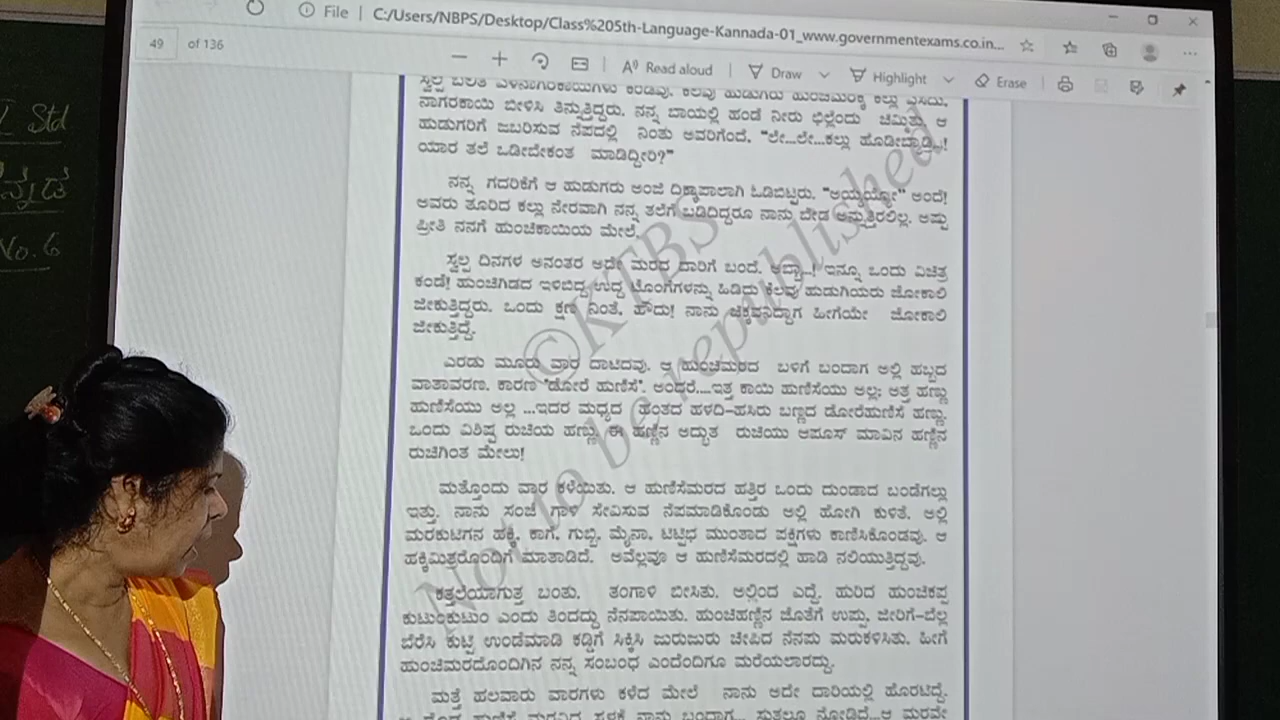 File | C:/Users/NBPS/Desktop/Class%205th-Language-Kannada-01_www.governmentexams.co.in...
49 of 136
Read aloud | Draw | Highlight Erase
Std
No. 6
ನಾಗರಕಾಯಿ ಬೀಳಿಸಿ ತಿನ್ನುತ್ತಿದ್ದರು. ನನ್ನ ಬಾಯಲ್ಲಿ ಹಂಡೆ ನೀರು ಛಿಲ್ಲೆಂದು ಚಿಮ್ಮಿತು. ಆ
ಹುಡುಗರಿಗೆ ಜಬರಿಸುವ ನೆಪದಲ್ಲಿ ನಿಂತು ಅವರಿಗೆಂದೆ, "ಲೇ...ಲೇ...ಕಲ್ಲು ಹೊಡೀಬ್ಯಾಡ್ರಿ..!
ಯಾರ ತಲೆ ಒಡೀಬೇಕಂತ ಮಾಡಿದ್ದೀರಿ?"
ನನ್ನ ಗದರಿಕೆಗೆ ಆ ಹುಡುಗರು ಅಂಜಿ ದಿಕ್ಕಾಪಾಲಾಗಿ ಓಡಿಬಿಟ್ಟರು. "ಅಯ್ಯಯ್ಯೋ" ಅಂದೆ!
ಅವರು ತೂರಿದ ಕಲ್ಲು ನೇರವಾಗಿ ನನ್ನ ತಲೆಗೆ ಬಡಿದಿದ್ದರೂ ನಾನು ಬೇಡ ಅನ್ನುತ್ತಿರಲಿಲ್ಲ. ಅಷ್ಟು
ಪ್ರೀತಿ ನನಗೆ ಹುಂಚಿಕಾಯಿಯ ಮೇಲೆ.
ಸ್ವಲ್ಪ ದಿನಗಳ ಅನಂತರ ಅದೇ ಮರದ ದಾರಿಗೆ ಬಂದೆ. ಅಬ್ಬಾ..! ಇನ್ನೂ ಒಂದು ವಿಚಿತ್ರ
ಕಂಡೆ! ಹುಂಚಿಗಿಡದ ಇಳಿಬಿದ್ದ ಉದ್ದ ಟೊಂಗೆಗಳನ್ನು ಹಿಡಿದು ಕೆಲವು ಹುಡುಗಿಯರು ಜೋಕಾಲಿ
ಜೀಕುತ್ತಿದ್ದರು. ಒಂದು ಕ್ಷಣ ನಿಂತೆ, ಹೌದು! ನಾನು ಚಿಕ್ಕವನಿದ್ದಾಗ ಹೀಗೆಯೇ ಜೋಕಾಲಿ
ಜೀಕುತ್ತಿದ್ದೆ.
ಎರಡು ಮೂರು ವಾರ ದಾಟಿದವು. ಆ ಹುಂಚಿಮರದ ಬಳಿಗೆ ಬಂದಾಗ ಅಲ್ಲಿ ಹಬ್ಬದ
ವಾತಾವರಣ. ಕಾರಣ 'ಡೋರೆ ಹುಣಿಸೆ'. ಅಂದರೆ....ಇತ್ತ ಕಾಯಿ ಹುಣಿಸೆಯು ಅಲ್ಲ; ಅತ್ತ ಹಣ್ಣು
ಹುಣಿಸೆಯು ಅಲ್ಲ ...ಇದರ ಮಧ್ಯದ ಹಂತದ ಹಳದಿ-ಹಸಿರು ಬಣ್ಣದ ಡೋರೆಹುಣಿಸೆ ಹಣ್ಣು.
ಒಂದು ವಿಶಿಷ್ಟ ರುಚಿಯ ಹಣ್ಣು. ಈ ಹಣ್ಣಿನ ಅದ್ಭುತ ರುಚಿಯು ಆಪೂಸ್ ಮಾವಿನ ಹಣ್ಣಿನ
ರುಚಿಗಿಂತ ಮೇಲು!
ಮತ್ತೊಂದು ವಾರ ಕಳೆಯಿತು. ಆ ಹುಣಿಸೆಮರದ ಹತ್ತಿರ ಒಂದು ದುಂಡಾದ ಬಂಡೆಗಲ್ಲು
ಇತ್ತು. ನಾನು ಸಂಜೆ ಗಾಳಿ ಸೇವಿಸುವ ನೆಪಮಾಡಿಕೊಂಡು ಅಲ್ಲಿ ಹೋಗಿ ಕುಳಿತೆ. ಅಲ್ಲಿ
ಮರಕುಟಿಗನ ಹಕ್ಕಿ, ಕಾಗೆ, ಗುಬ್ಬಿ, ಮೈನಾ, ಟಿಟ್ಟಿಭ ಮುಂತಾದ ಪಕ್ಷಿಗಳು ಕಾಣಿಸಿಕೊಂಡವು. ಆ
ಹಕ್ಕಿಮಿತ್ರರೊಂದಿಗೆ ಮಾತಾಡಿದೆ. ಅವೆಲ್ಲವೂ ಆ ಹುಣಿಸೆಮರದಲ್ಲಿ ಹಾಡಿ ನಲಿಯುತ್ತಿದ್ದವು.
ಕತ್ತಲೆಯಾಗುತ್ತ ಬಂತು. ತಂಗಾಳಿ ಬೀಸಿತು. ಅಲ್ಲಿಂದ ಎದ್ದೆ. ಹುರಿದ ಹುಂಚಿಕಪ್ಪ
ಕುಟುಂಕುಟುಂ ಎಂದು ತಿಂದದ್ದು ನೆನಪಾಯಿತು. ಹುಂಚಿಹಣ್ಣಿನ ಜೊತೆಗೆ ಉಪ್ಪು, ಜೀರಿಗೆ-ಬೆಲ್ಲ
ಬೆರೆಸಿ ಕುಟ್ಟಿ ಉಂಡೆಮಾಡಿ ಕಡ್ಡಿಗೆ ಸಿಕ್ಕಿಸಿ ಜುರುಜುರು ಚೀಪಿದ ನೆನಪು ಮರುಕಳಿಸಿತು. ಹೀಗೆ
ಹುಂಚಿಮರದೊಂದಿಗಿನ ನನ್ನ ಸಂಬಂಧ ಎಂದೆಂದಿಗೂ ಮರೆಯಲಾರದ್ದು.
ಮತ್ತೆ ಹಲವಾರು ವಾರಗಳು ಕಳೆದ ಮೇಲೆ ನಾನು ಅದೇ ದಾರಿಯಲ್ಲಿ ಹೊರಟಿದ್ದೆ.
©KTBS
Not to be republished